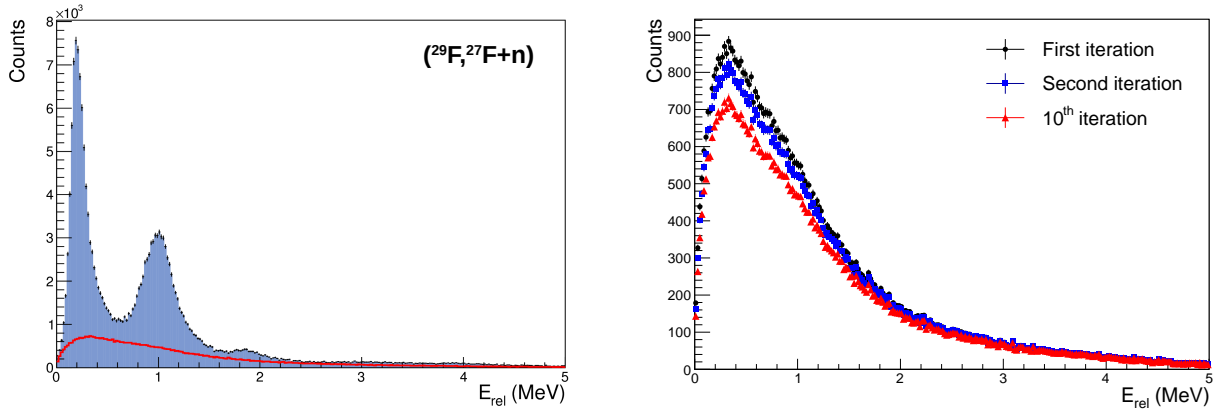 ×10³
8
7
6
5
4
3
2
1
0
Counts
(²⁹F,²⁷F+n)
0 1 2 3 4 5
E_rel (MeV)
900
800
700
600
500
400
300
200
100
0
Counts
First iteration
Second iteration
10ᵗʰ iteration
0 1 2 3 4 5
E_rel (MeV)